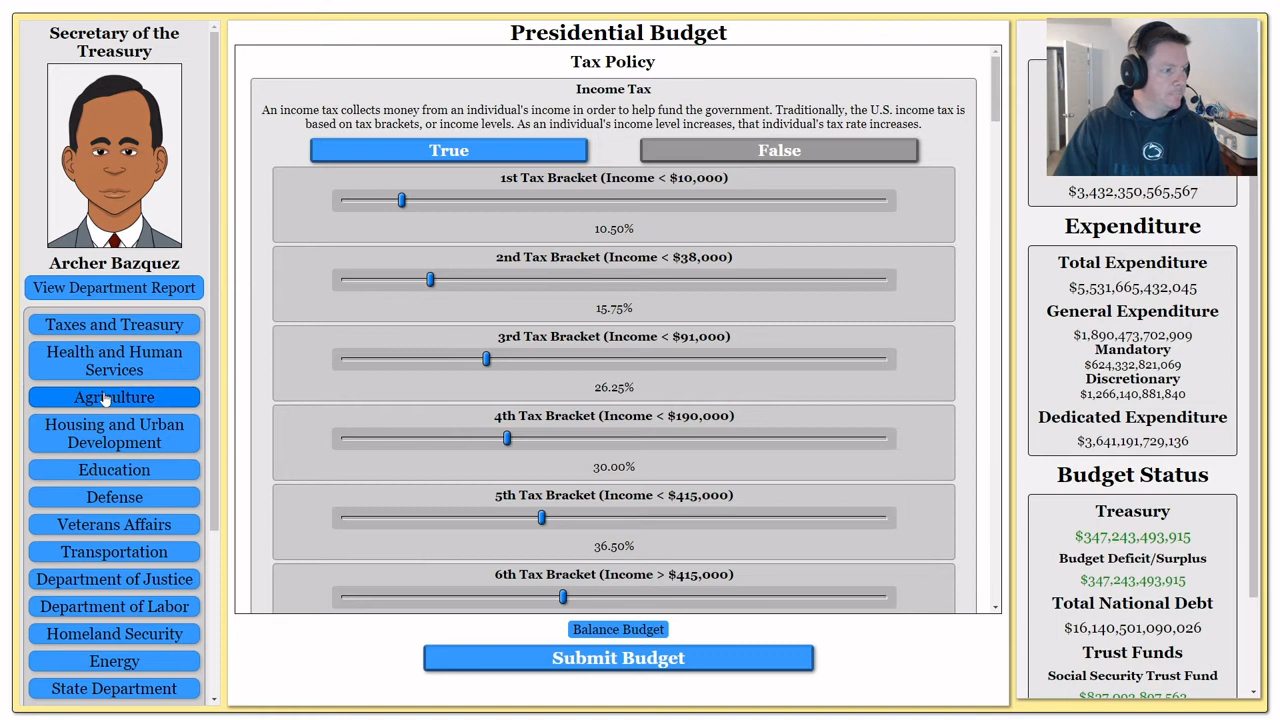 Secretary of the
Treasury
Archer Bazquez
View Department Report
Taxes and Treasury
Health and Human
Services
Agriculture
Housing and Urban
Development
Education
Defense
Veterans Affairs
Transportation
Department of Justice
Department of Labor
Homeland Security
Energy
State Department
Presidential Budget
Tax Policy
Income Tax
An income tax collects money from an individual's income in order to help fund the government. Traditionally, the U.S. income tax is
based on tax brackets, or income levels. As an individual's income level increases, that individual's tax rate increases.
True
False
1st Tax Bracket (Income < $10,000)
10.50%
2nd Tax Bracket (Income < $38,000)
15.75%
3rd Tax Bracket (Income < $91,000)
26.25%
4th Tax Bracket (Income < $190,000)
30.00%
5th Tax Bracket (Income < $415,000)
36.50%
6th Tax Bracket (Income > $415,000)
Balance Budget
Submit Budget
$3,432,350,565,567
Expenditure
Total Expenditure
$5,531,665,432,045
General Expenditure
$1,890,473,702,909
Mandatory
$624,332,821,069
Discretionary
$1,266,140,881,840
Dedicated Expenditure
$3,641,191,729,136
Budget Status
Treasury
$347,243,493,915
Budget Deficit/Surplus
$347,243,493,915
Total National Debt
$16,140,501,090,026
Trust Funds
Social Security Trust Fund